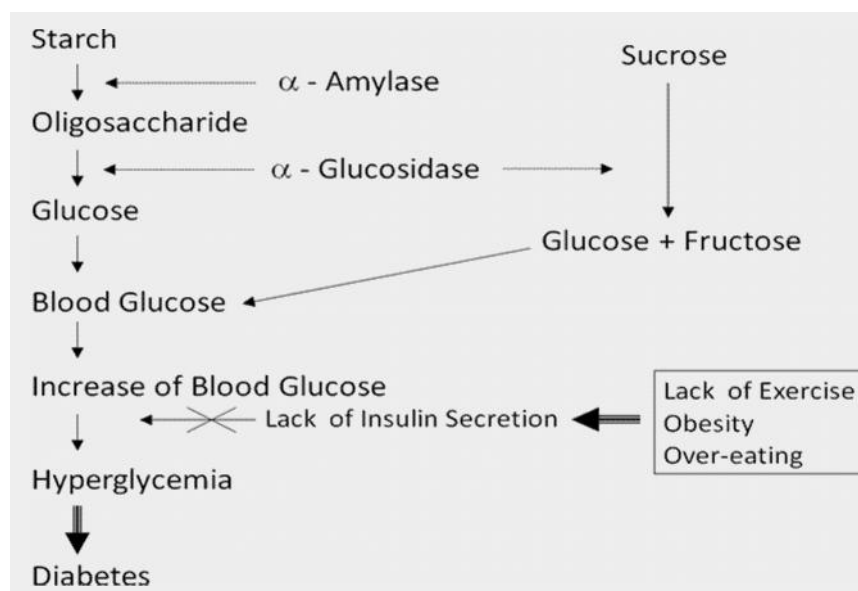 Starch
α - Amylase
Sucrose
Oligosaccharide
α - Glucosidase
Glucose
Glucose + Fructose
Blood Glucose
Increase of Blood Glucose
Lack of Insulin Secretion
Lack of Exercise
Obesity
Over-eating
Hyperglycemia
Diabetes